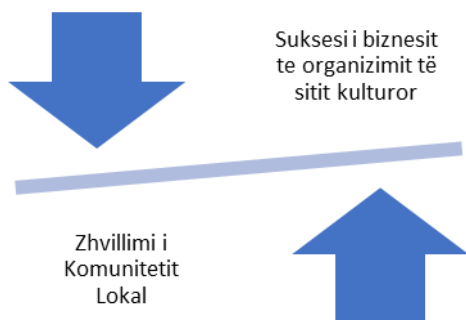 Suksesi i biznesit
te organizimit të
sitit kulturor
Zhvillimi i
Komunitetit
Lokal